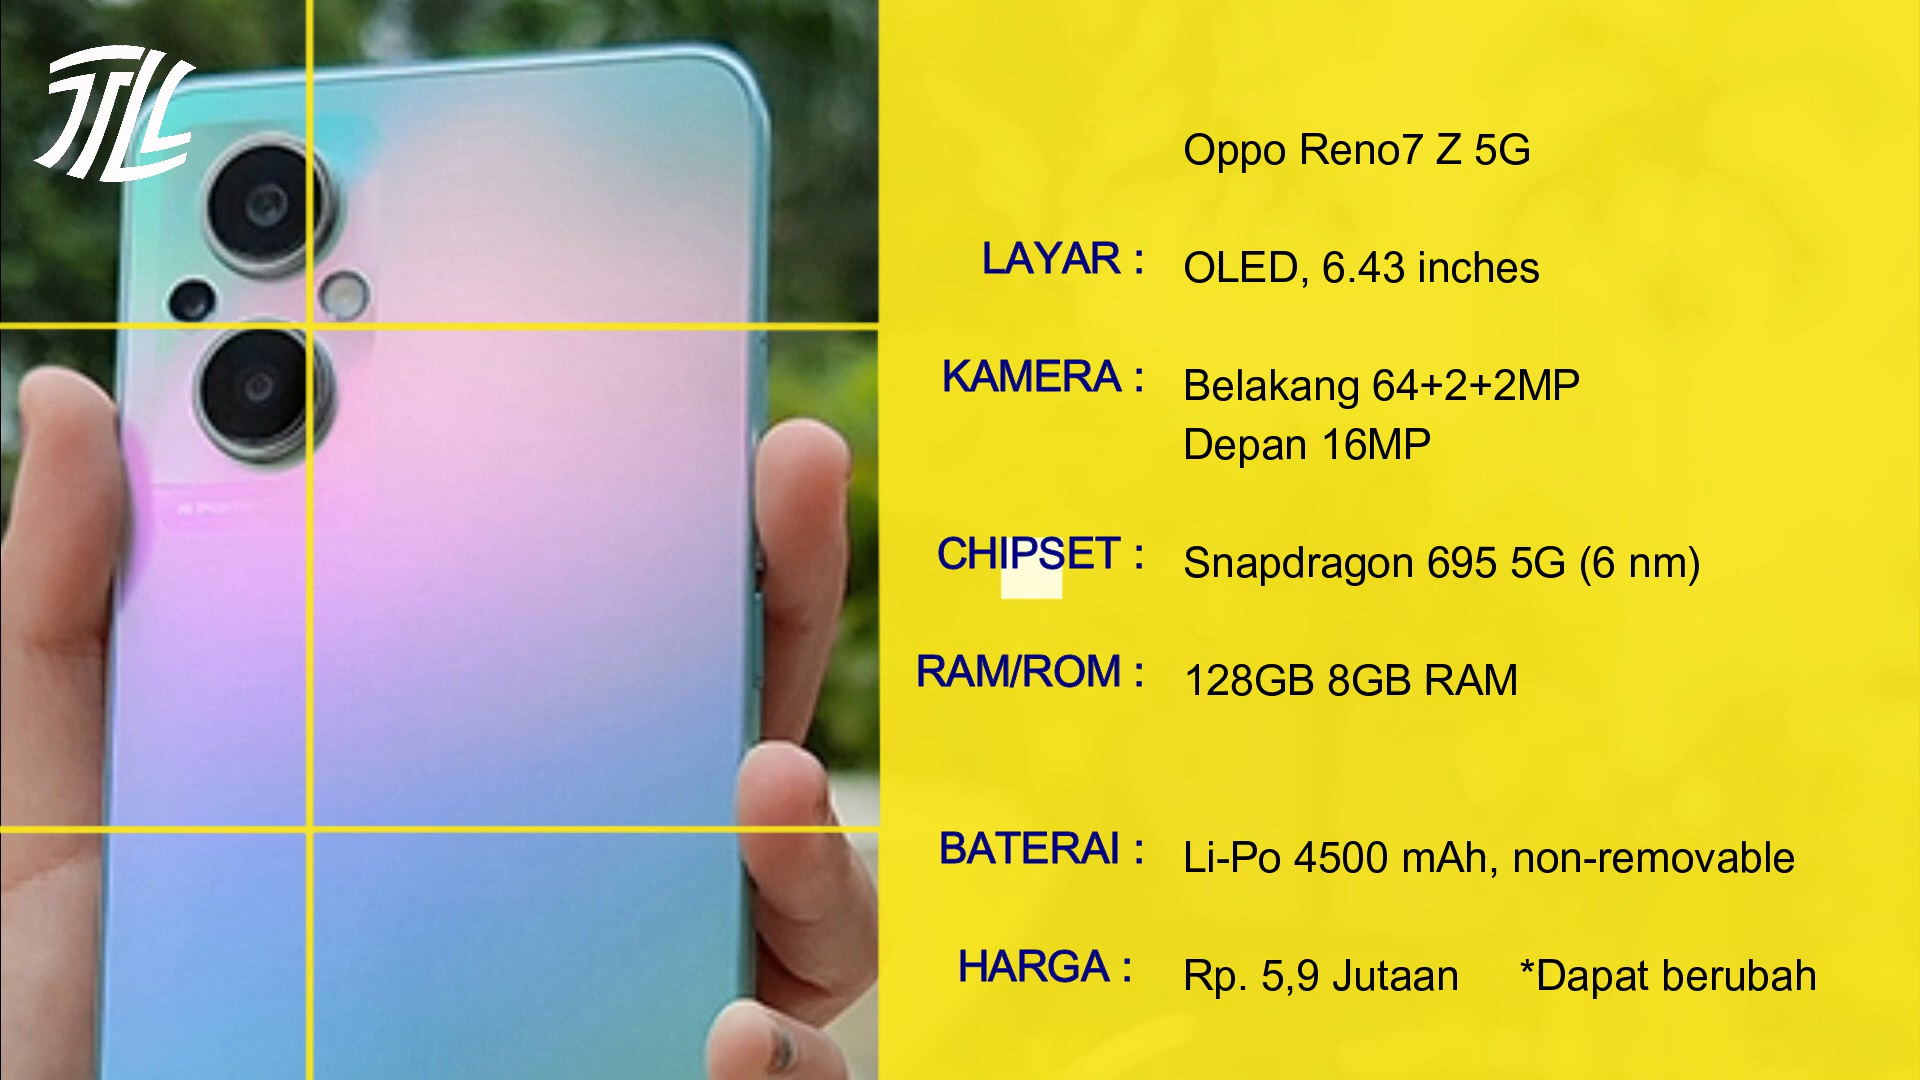 JTLL
Oppo Reno7 Z 5G
LAYAR : OLED, 6.43 inches
KAMERA : Belakang 64+2+2MP
Depan 16MP
CHIPSET : Snapdragon 695 5G (6 nm)
RAM/ROM : 128GB 8GB RAM
BATERAI : Li-Po 4500 mAh, non-removable
HARGA : Rp. 5,9 Jutaan *Dapat berubah